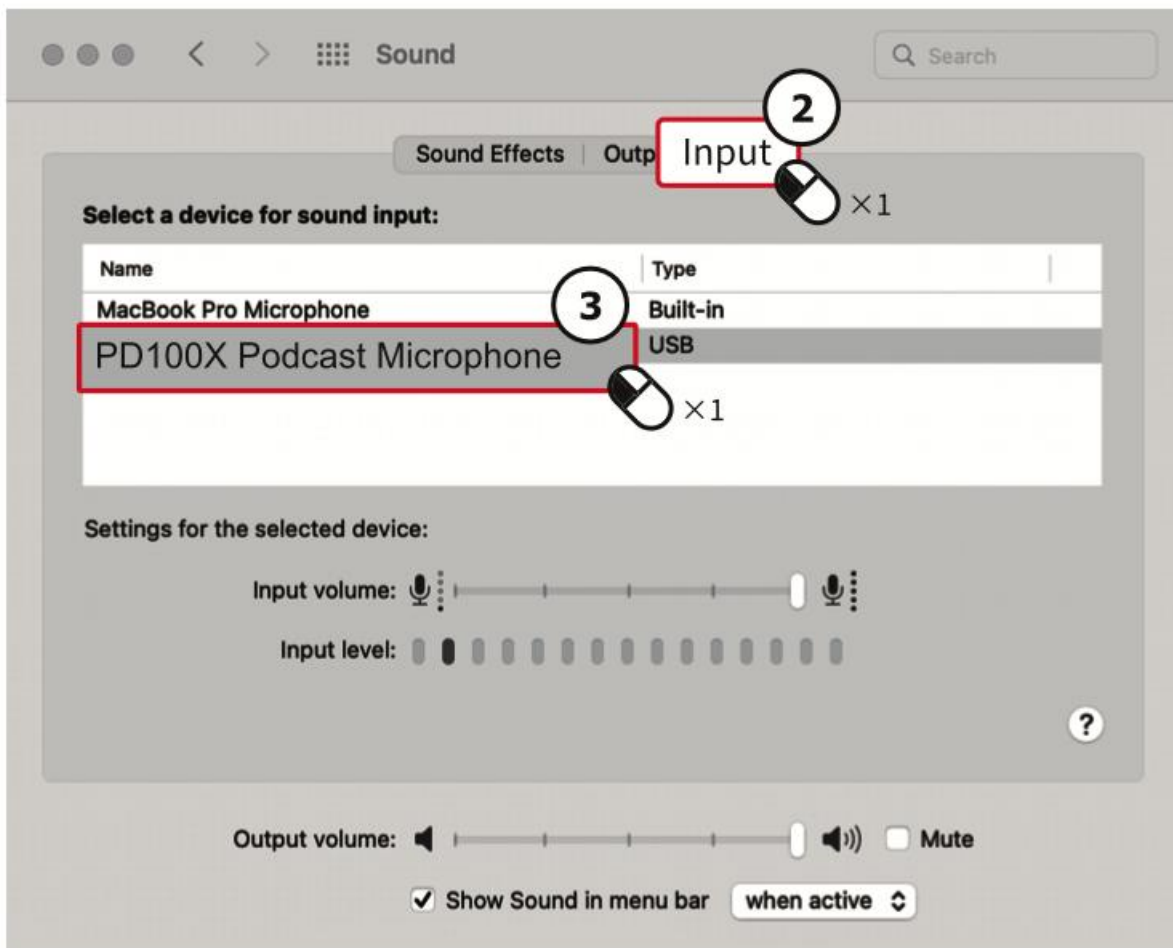 Sound
Search
2
Sound Effects
Outp
Input
×1
Select a device for sound input:
Name
Type
3
MacBook Pro Microphone
Built-in
PD100X Podcast Microphone
USB
×1
Settings for the selected device:
Input volume:
Input level:
?
Output volume:
Mute
Show Sound in menu bar
when active